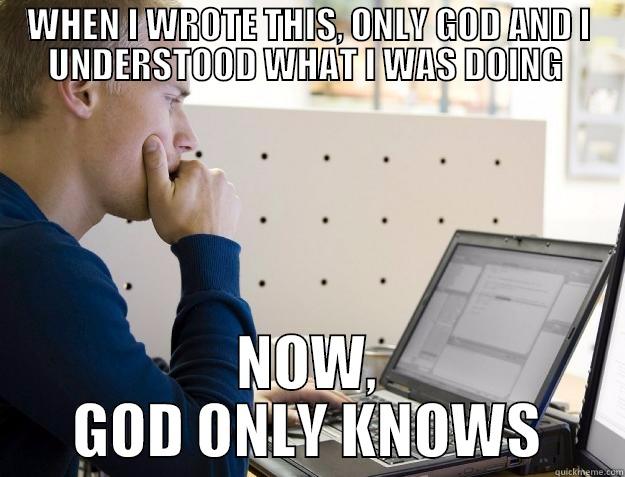 WHEN I WROTE THIS, ONLY GOD AND I
UNDERSTOOD WHAT I WAS DOING
NOW,
GOD ONLY KNOWS
quickmeme.com